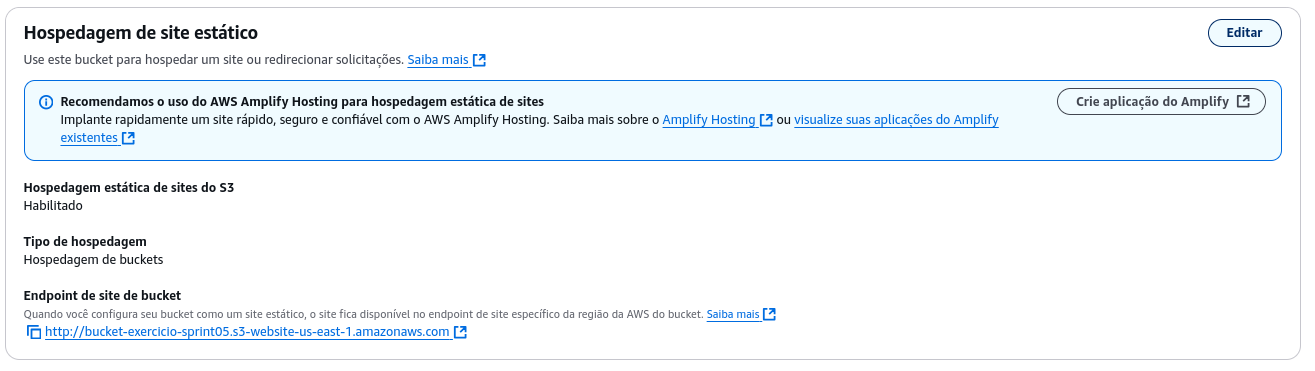 Hospedagem de site estático
Editar
Use este bucket para hospedar um site ou redirecionar solicitações. Saiba mais
Recomendamos o uso do AWS Amplify Hosting para hospedagem estática de sites
Crie aplicação do Amplify
Implante rapidamente um site rápido, seguro e confiável com o AWS Amplify Hosting. Saiba mais sobre o Amplify Hosting ou visualize suas aplicações do Amplify
existentes
Hospedagem estática de sites do S3
Habilitado
Tipo de hospedagem
Hospedagem de buckets
Endpoint de site de bucket
Quando você configura seu bucket como um site estático, o site fica disponível no endpoint de site específico da região da AWS do bucket. Saiba mais
http://bucket-exercicio-sprint05.s3-website-us-east-1.amazonaws.com